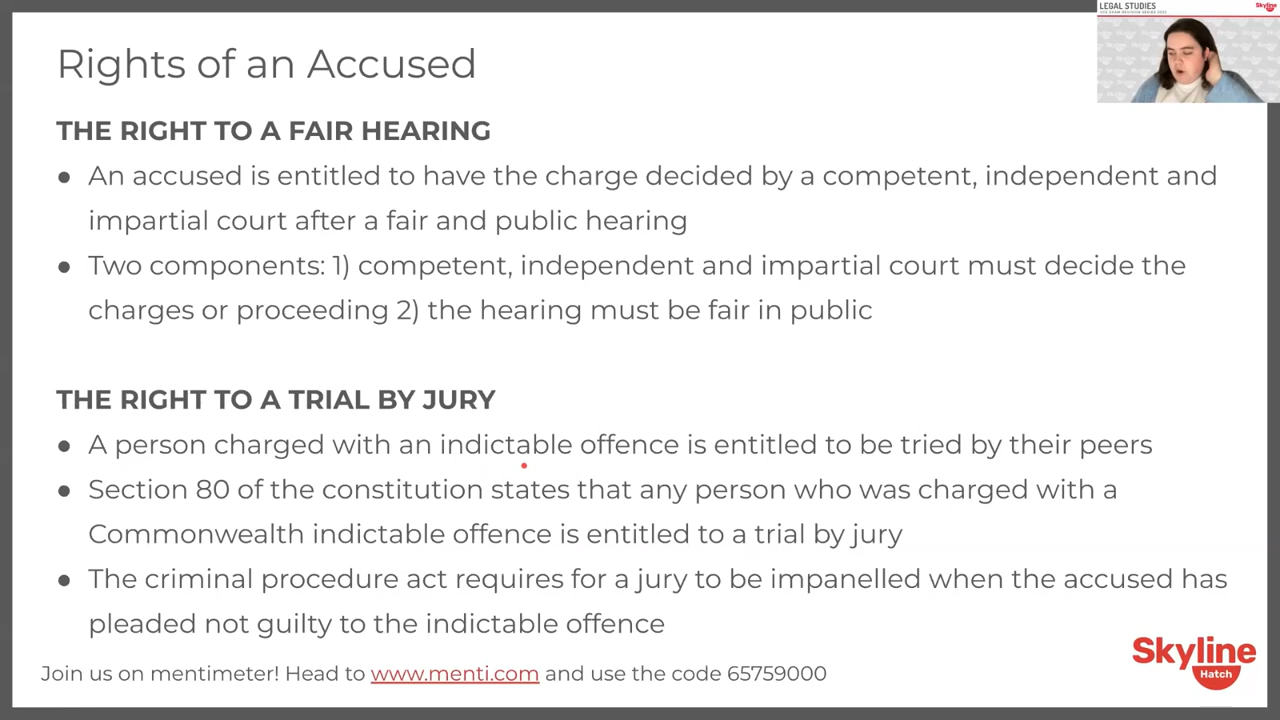 LEGAL STUDIES
Skyline
Rights of an Accused
THE RIGHT TO A FAIR HEARING
● An accused is entitled to have the charge decided by a competent, independent and
impartial court after a fair and public hearing
● Two components: 1) competent, independent and impartial court must decide the
charges or proceeding 2) the hearing must be fair in public
THE RIGHT TO A TRIAL BY JURY
● A person charged with an indictable offence is entitled to be tried by their peers
● Section 80 of the constitution states that any person who was charged with a
Commonwealth indictable offence is entitled to a trial by jury
● The criminal procedure act requires for a jury to be impanelled when the accused has
pleaded not guilty to the indictable offence
Join us on mentimeter! Head to www.menti.com and use the code 65759000
Skyline
Hatch